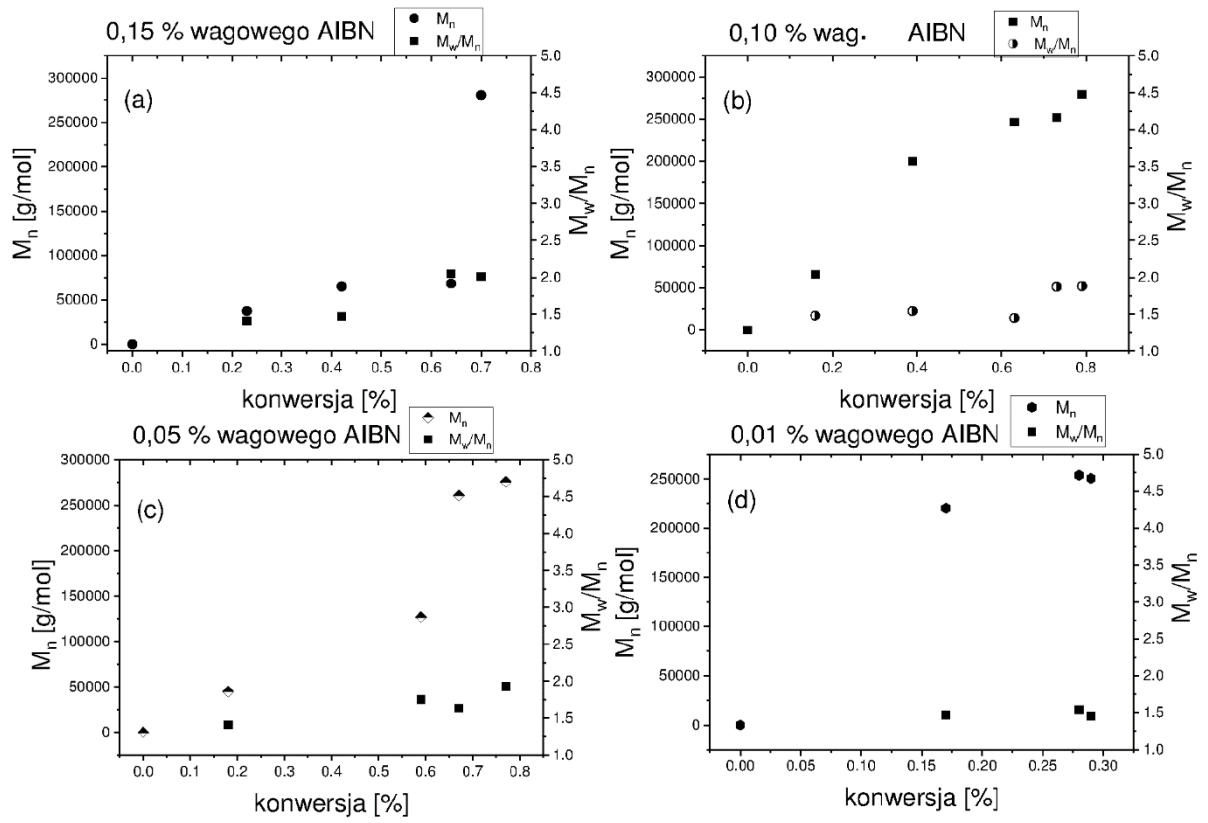 0,15 % wagowego AIBN
Mn
Mw/Mn
(a)
300000
250000
200000
150000
100000
50000
0
Mn [g/mol]
5.0
4.5
4.0
3.5
3.0
2.5
2.0
1.5
1.0
Mw/Mn
0.0 0.1 0.2 0.3 0.4 0.5 0.6 0.7 0.8
konwersja [%]
0,10 % wag. AIBN
Mn
Mw/Mn
(b)
300000
250000
200000
150000
100000
50000
0
Mn [g/mol]
5.0
4.5
4.0
3.5
3.0
2.5
2.0
1.5
1.0
Mw/Mn
0.0 0.2 0.4 0.6 0.8
konwersja [%]
0,05 % wagowego AIBN
Mn
Mw/Mn
(c)
300000
250000
200000
150000
100000
50000
0
Mn [g/mol]
5.0
4.5
4.0
3.5
3.0
2.5
2.0
1.5
1.0
Mw/Mn
0.0 0.1 0.2 0.3 0.4 0.5 0.6 0.7 0.8
konwersja [%]
0,01 % wagowego AIBN
Mn
Mw/Mn
(d)
250000
200000
150000
100000
50000
0
Mn [g/mol]
5.0
4.5
4.0
3.5
3.0
2.5
2.0
1.5
1.0
Mw/Mn
0.00 0.05 0.10 0.15 0.20 0.25 0.30
konwersja [%]